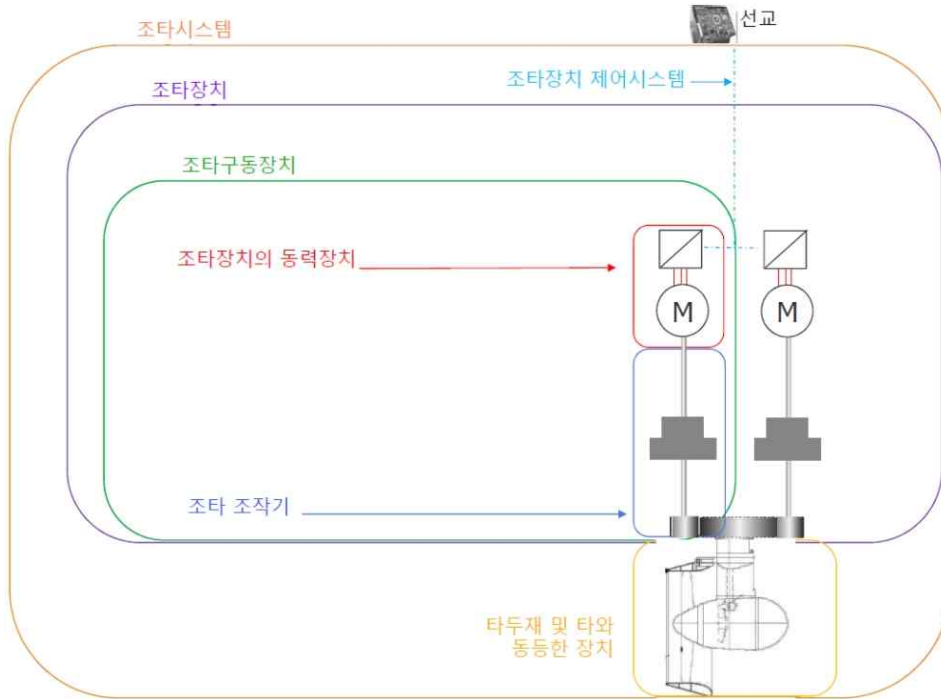 선교
조타시스템
조타장치 제어시스템
조타장치
조타구동장치
조타장치의 동력장치
M
M
조타 조작기
타두재 및 타와
동등한 장치